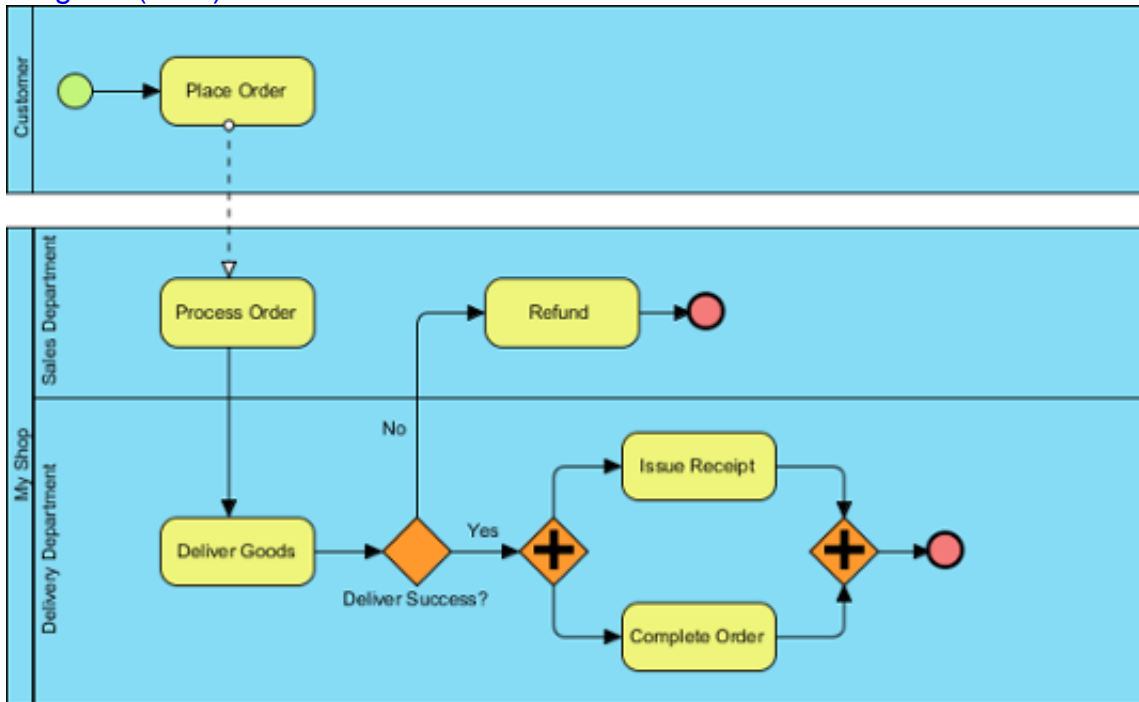 Customer
Place Order
My Shop
Sales Department
Process Order
Refund
No
Delivery Department
Issue Receipt
Yes
Deliver Goods
Deliver Success?
Complete Order